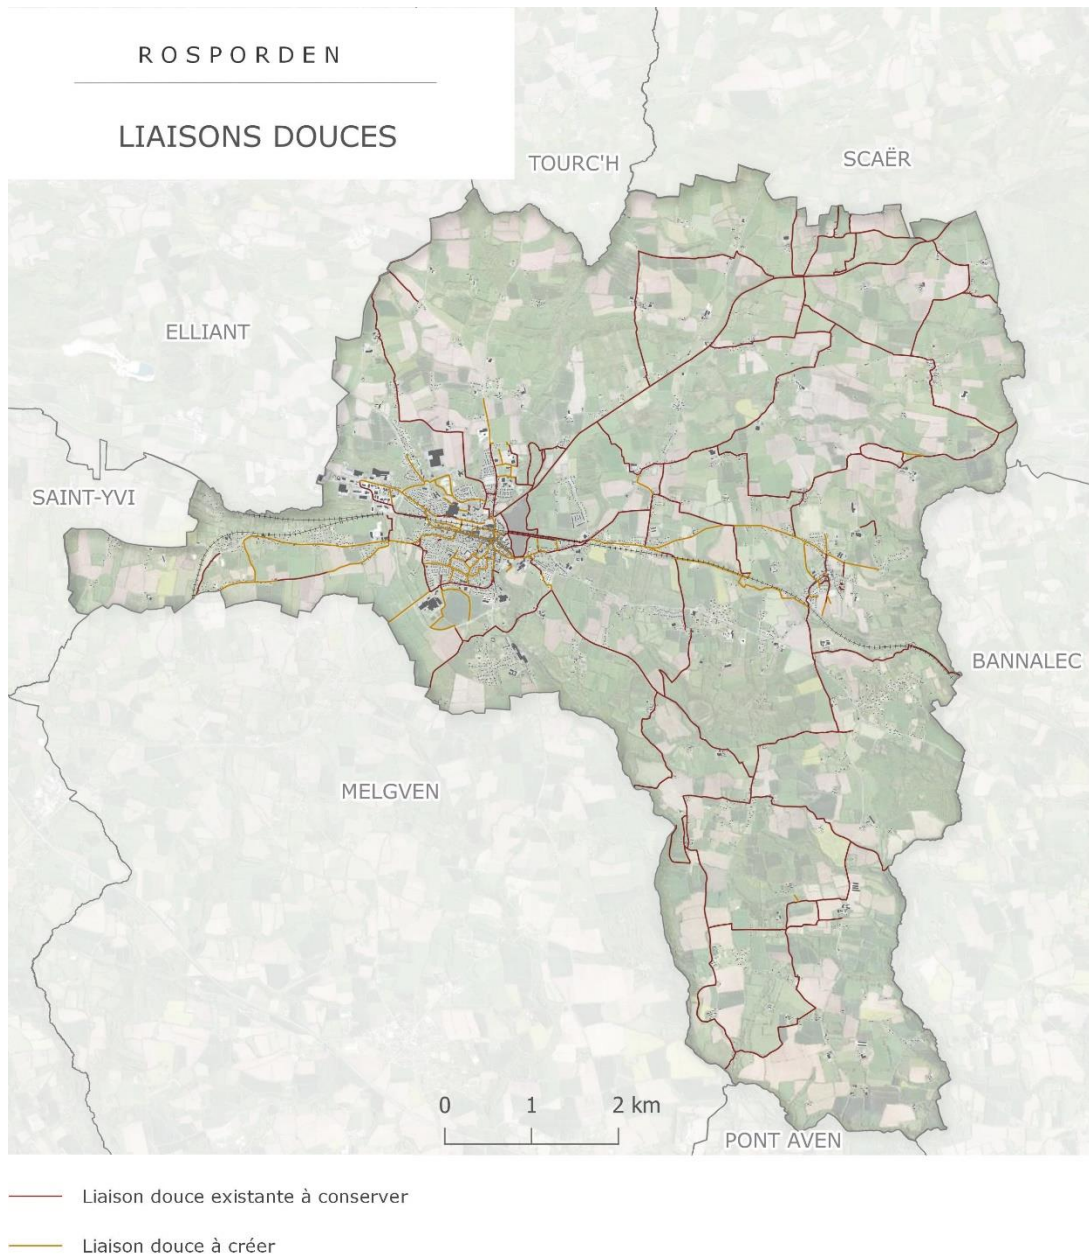 ROSPORDEN
LIAISONS DOUCES
TOURC'H
SCAËR
ELLIANT
SAINT-YVI
BANNALEC
MELGVEN
0 1 2 km
PONT AVEN
Liaison douce existante à conserver
Liaison douce à créer